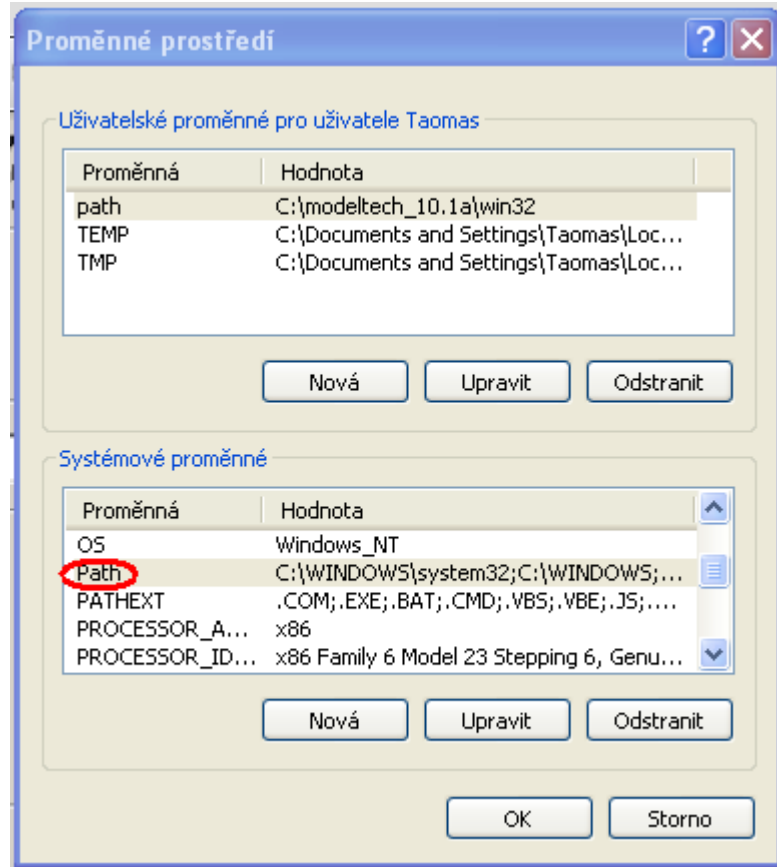 Proměnné prostředí
Uživatelské proměnné pro uživatele Taomas
Proměnná Hodnota
path C:\modeltech_10.1a\win32
TEMP C:\Documents and Settings\Taomas\Loc...
TMP C:\Documents and Settings\Taomas\Loc...
Nová Upravit Odstranit
Systémové proměnné
Proměnná Hodnota
OS Windows_NT
Path C:\WINDOWS\system32;C:\WINDOWS;...
PATHEXT .COM;.EXE;.BAT;.CMD;.VBS;.VBE;.JS;....
PROCESSOR_A... x86
PROCESSOR_ID... x86 Family 6 Model 23 Stepping 6, Genu...
Nová Upravit Odstranit
OK Storno